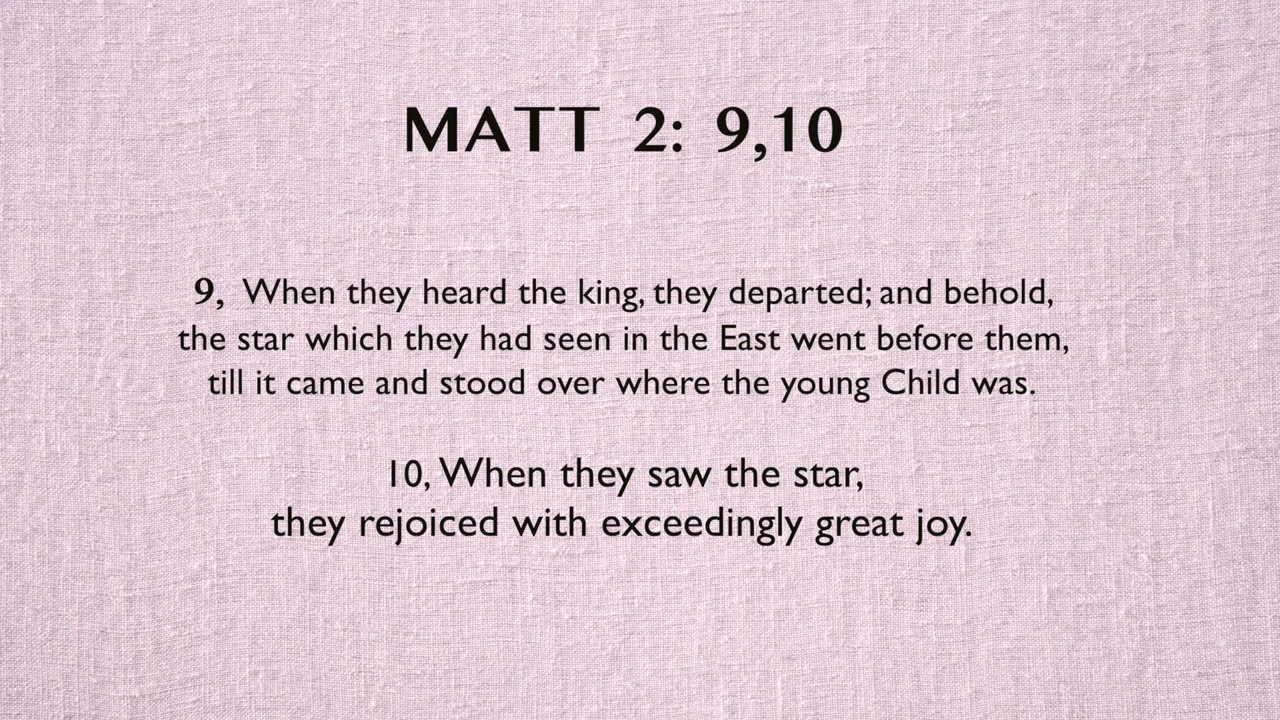 MATT 2: 9,10
9, When they heard the king, they departed; and behold,
the star which they had seen in the East went before them,
till it came and stood over where the young Child was.
10, When they saw the star,
they rejoiced with exceedingly great joy.